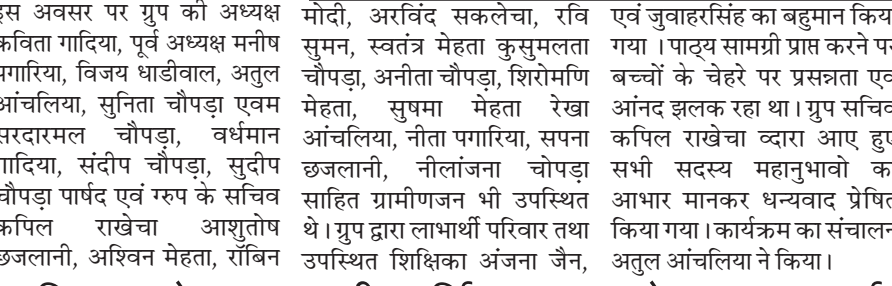 इस अवसर पर ग्रुप की अध्यक्ष
कविता गादिया, पूर्व अध्यक्ष मनीष
पगारिया, विजय धाडीवाल, अतुल
आंचलिया, सुनिता चौपड़ा एवम
सरदारमल चौपड़ा, वर्धमान
गादिया, संदीप चौपड़ा, सुदीप
चौपड़ा पार्षद एवं ग्रुप के सचिव
कपिल राखेचा आशुतोष
छजलानी, अश्विन मेहता, रॉबिन
मोदी, अरविंद सकलेचा, रवि
सुमन, स्वतंत्र मेहता कुसुमलता
चौपड़ा, अनीता चौपड़ा, शिरोमणि
मेहता, सुषमा मेहता रेखा
आंचलिया, नीता पगारिया, सपना
छजलानी, नीलांजना चोपड़ा
साहित ग्रामीणजन भी उपस्थित
थे। ग्रुप द्वारा लाभार्थी परिवार तथा
उपस्थित शिक्षिका अंजना जैन,
एवं जुवाहरसिंह का बहुमान किया
गया । पाठ्य सामग्री प्राप्त करने पर
बच्चों के चेहरे पर प्रसन्नता एवं
आंनद झलक रहा था। ग्रुप सचिव
कपिल राखेचा व्दारा आए हुए
सभी सदस्य महानुभावो का
आभार मानकर धन्यवाद प्रेषित
किया गया। कार्यक्रम का संचालन
अतुल आंचलिया ने किया।